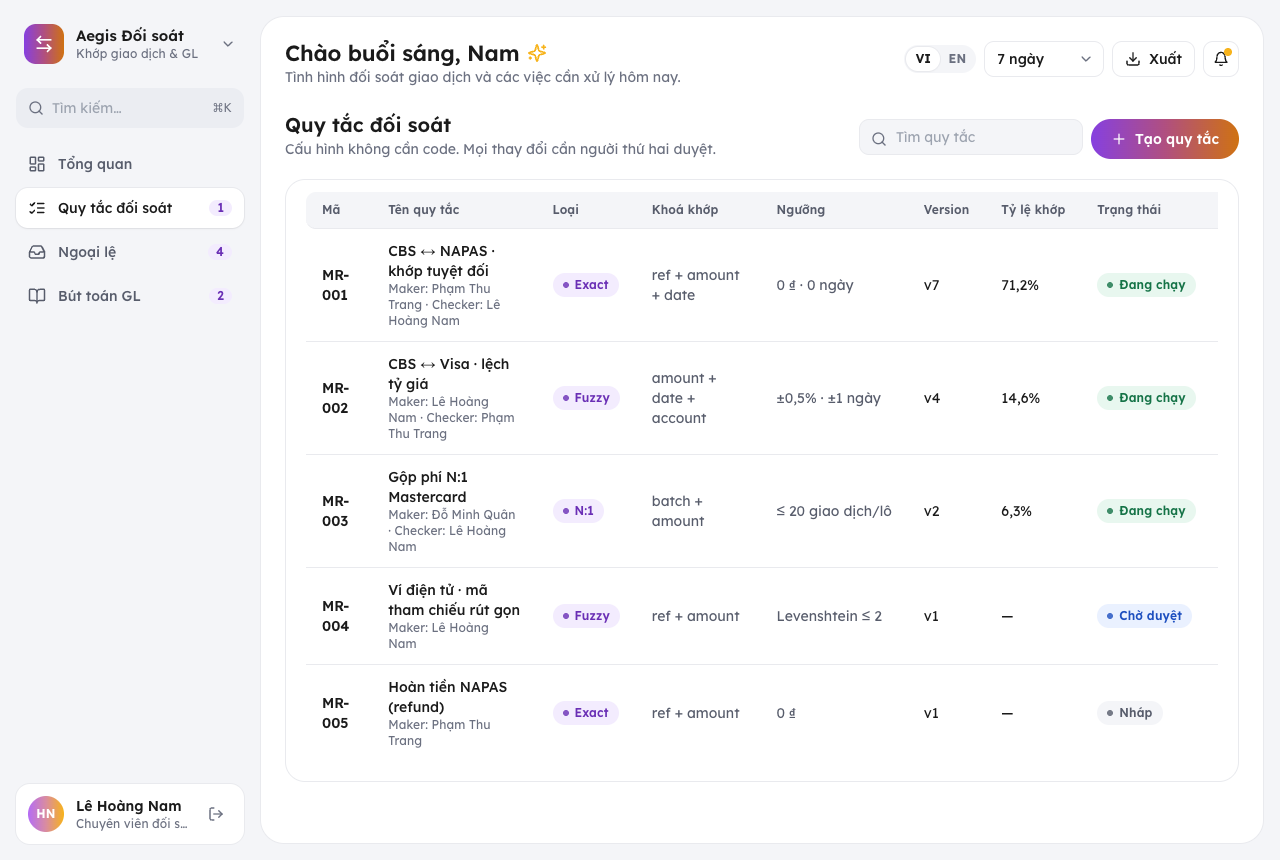 Aegis Đối soát
Khớp giao dịch & GL
Tìm kiếm...
⌘K
Tổng quan
Quy tắc đối soát 1
Ngoại lệ 4
Bút toán GL 2
HN
Lê Hoàng Nam
Chuyên viên đối s...
Chào buổi sáng, Nam
Tình hình đối soát giao dịch và các việc cần xử lý hôm nay.
VI EN
7 ngày
Xuất
Quy tắc đối soát
Cấu hình không cần code. Mọi thay đổi cần người thứ hai duyệt.
Tìm quy tắc
Tạo quy tắc
Mã Tên quy tắc Loại Khoá khớp Ngưỡng Version Tỷ lệ khớp Trạng thái
MR-
001
CBS ↔ NAPAS ·
khớp tuyệt đối
Maker: Phạm Thu
Trang · Checker: Lê
Hoàng Nam
Exact
ref + amount
+ date
0 ₫ · 0 ngày
v7
71,2%
Đang chạy
MR-
002
CBS ↔ Visa · lệch
tỷ giá
Maker: Lê Hoàng
Nam · Checker: Phạm
Thu Trang
Fuzzy
amount +
date +
account
±0,5% · ±1 ngày
v4
14,6%
Đang chạy
MR-
003
Gộp phí N:1
Mastercard
Maker: Đỗ Minh Quân
· Checker: Lê Hoàng
Nam
N:1
batch +
amount
≤ 20 giao dịch/lô
v2
6,3%
Đang chạy
MR-
004
Ví điện tử · mã
tham chiếu rút gọn
Maker: Lê Hoàng
Nam
Fuzzy
ref + amount
Levenshtein ≤ 2
v1
—
Chờ duyệt
MR-
005
Hoàn tiền NAPAS
(refund)
Maker: Phạm Thu
Trang
Exact
ref + amount
0 ₫
v1
—
Nháp